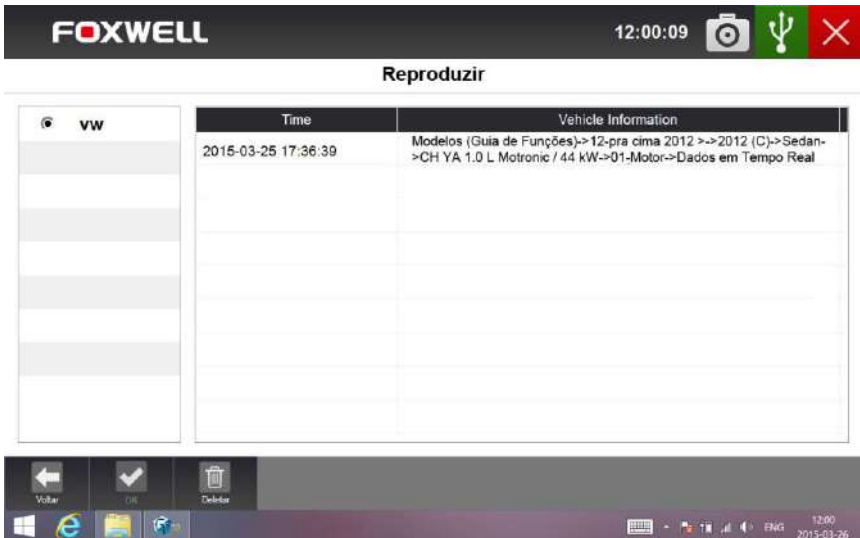 FOXWELL
12:00:09
Reproduzir
VW
Time
Vehicle Information
2015-03-25 17:36:39
Modelos (Guia de Funções)->12-pra cima 2012 >->2012 (C)->Sedan-
>CH YA 1.0 L Motronic / 44 kW->01-Motor->Dados em Tempo Real
Voltar
OK
Deletar
ENG
12:00
2015-03-26